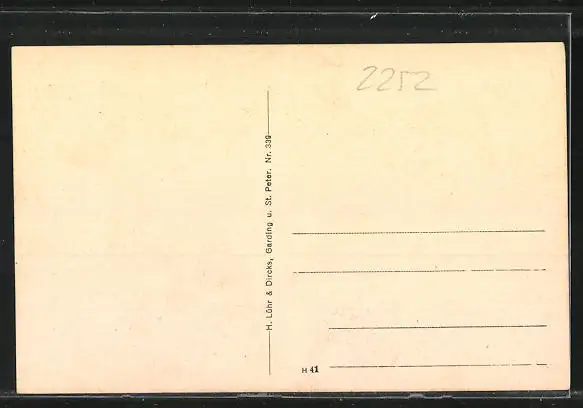 2252
H. Lühr & Dircks, Garding u. St. Peter. Nr. 339
H 41